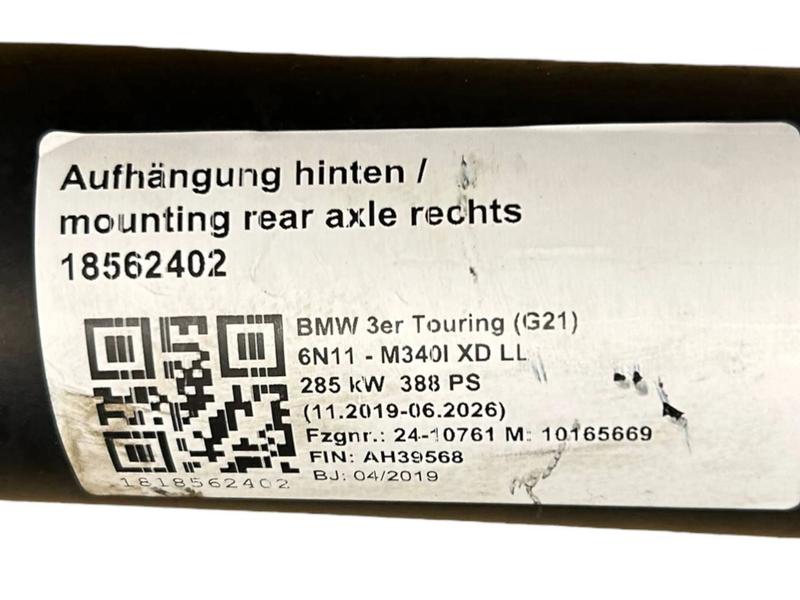 Aufhängung hinten /
mounting rear axle rechts
18562402
BMW 3er Touring (G21)
6N11 - M340I XD LL
285 kW 388 PS
(11.2019-06.2026)
Fzgnr.: 24-10761 M: 10165669
FIN: AH39568
BJ: 04/2019
1818562402